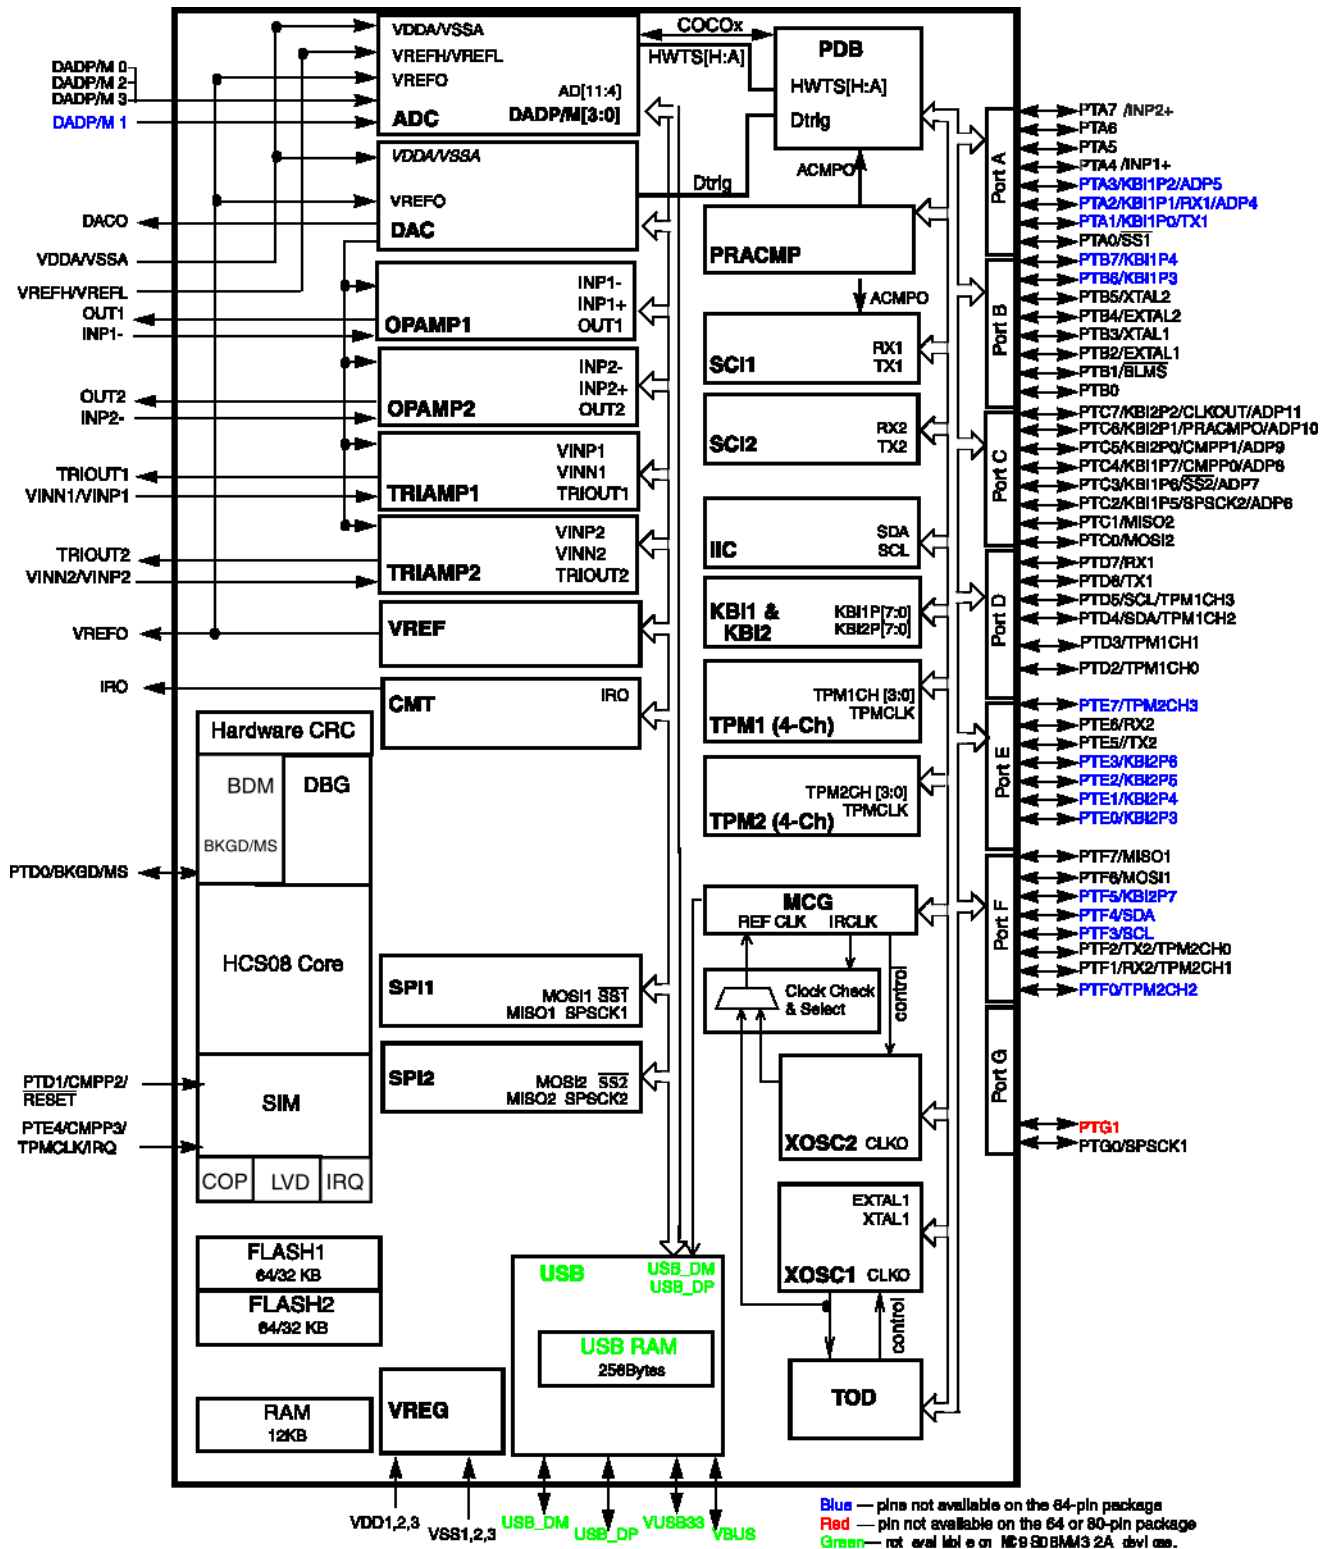 VDDA/VSSA
VREFH/VREFL
VREFO
AD[11:4]
DADP/M[3:0]
ADC
DADP/M 0
DADP/M 2
DADP/M 3
DADP/M 1
COCOx
HWTS[H:A]
PDB
HWTS[H:A]
Dtrig
ACMPO
Dtrig
VDDA/VSSA
VREFO
DAC
DACO
VDDA/VSSA
VREFH/VREFL
OUT1
INP1-
INP1-
INP1+
OUT1
OPAMP1
OUT2
INP2-
INP2-
INP2+
OUT2
OPAMP2
TRIOUT1
VINN1/VINP1
VINP1
VINN1
TRIOUT1
TRIAMP1
TRIOUT2
VINN2/VINP2
VINP2
VINN2
TRIOUT2
TRIAMP2
VREFO
VREF
IRO
IRO
CMT
Hardware CRC
BDM
DBG
BKGD/MS
PTD0/BKGD/MS
HCS08 Core
PTD1/CMPP2/
RESET
SIM
PTE4/CMPP3/
TPMCLK/IRQ
COP
LVD
IRQ
FLASH1
64/32 KB
FLASH2
64/32 KB
RAM
12KB
VREG
VDD1,2,3
VSS1,2,3
SPI1
MOSI1 SS1
MISO1 SPSCK1
SPI2
MOSI2 SS2
MISO2 SPSCK2
USB
USB_DM
USB_DP
USB RAM
256Bytes
USB_DM
USB_DP
VUSB33
VBUS
PRACMP
ACMPO
SCI1
RX1
TX1
SCI2
RX2
TX2
IIC
SDA
SCL
KBI1 &
KBI2
KBI1P[7:0]
KBI2P[7:0]
TPM1CH [3:0]
TPMCLK
TPM1 (4-Ch)
TPM2CH [3:0]
TPMCLK
TPM2 (4-Ch)
MCG
REF CLK IRCLK
Clock Check
& Select
control
XOSC2 CLKO
EXTAL1
XTAL1
XOSC1 CLKO
control
TOD
Port A
PTA7 /INP2+
PTA6
PTA5
PTA4 /INP1+
PTA3/KBI1P2/ADP5
PTA2/KBI1P1/RX1/ADP4
PTA1/KBI1P0/TX1
PTA0/SS1
Port B
PTB7/KBI1P4
PTB6/KBI1P3
PTB5/XTAL2
PTB4/EXTAL2
PTB3/XTAL1
PTB2/EXTAL1
PTB1/BLMS
PTB0
Port C
PTC7/KBI2P2/CLKOUT/ADP11
PTC6/KBI2P1/PRACMPO/ADP10
PTC5/KBI2P0/CMPP1/ADP9
PTC4/KBI1P7/CMPP0/ADP8
PTC3/KBI1P6/SS2/ADP7
PTC2/KBI1P5/SPSCK2/ADP6
PTC1/MISO2
PTC0/MOSI2
Port D
PTD7/RX1
PTD6/TX1
PTD5/SCL/TPM1CH3
PTD4/SDA/TPM1CH2
PTD3/TPM1CH1
PTD2/TPM1CH0
Port E
PTE7/TPM2CH3
PTE6/RX2
PTE5//TX2
PTE3/KBI2P6
PTE2/KBI2P5
PTE1/KBI2P4
PTE0/KBI2P3
Port F
PTF7/MISO1
PTF6/MOSI1
PTF5/KBI2P7
PTF4/SDA
PTF3/SCL
PTF2/TX2/TPM2CH0
PTF1/RX2/TPM2CH1
PTF0/TPM2CH2
Port G
PTG1
PTG0/SPSCK1
Blue — pins not available on the 64-pin package
Red — pin not available on the 64 or 80-pin package
Green— not available on MC9S08MM32A devices.